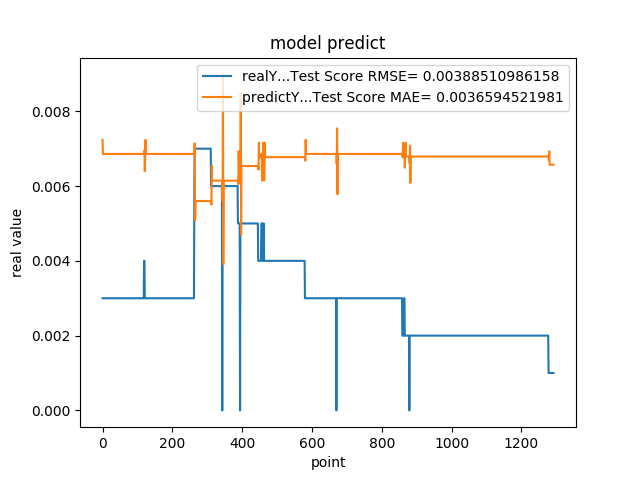 model predict
realY...Test Score RMSE= 0.00388510986158
predictY...Test Score MAE= 0.0036594521981
0.008
0.006
0.004
0.002
0.000
real value
0 200 400 600 800 1000 1200
point